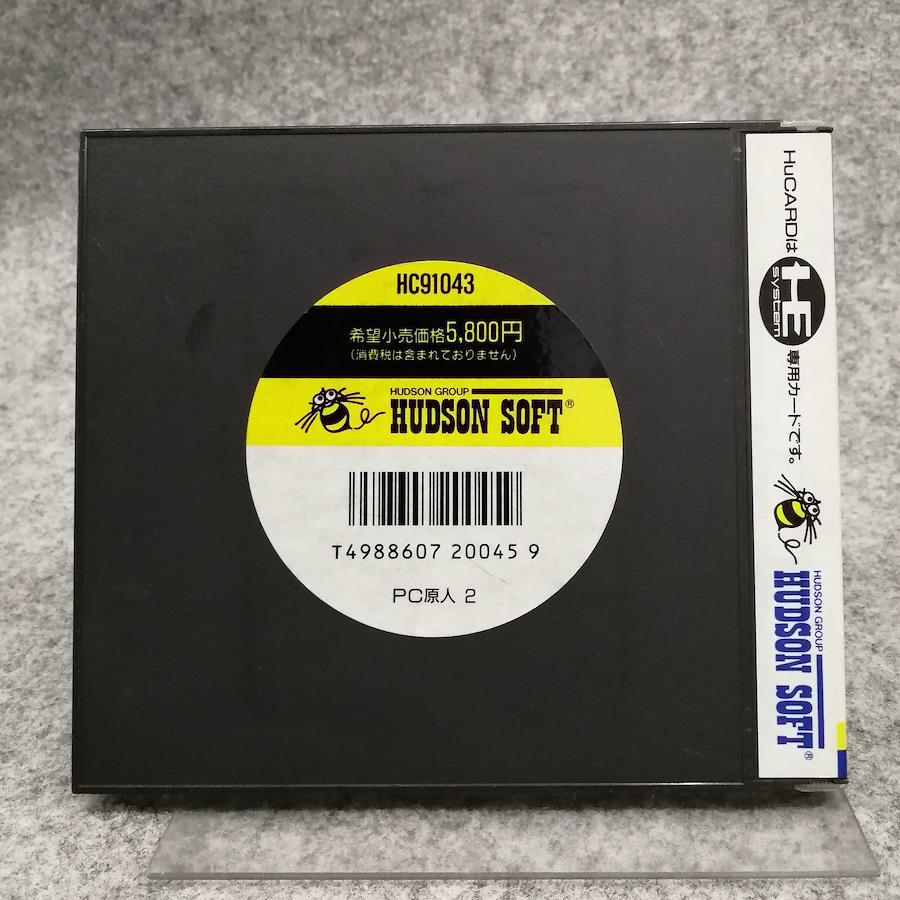 HC91043
希望小売価格5,800円
(消費税は含まれておりません)
HUDSON GROUP
HUDSON SOFT®
T4988607 20045 9
PC原人 2
HuCARDは
HE
system
専用カードです。
HUDSON GROUP
HUDSON SOFT®